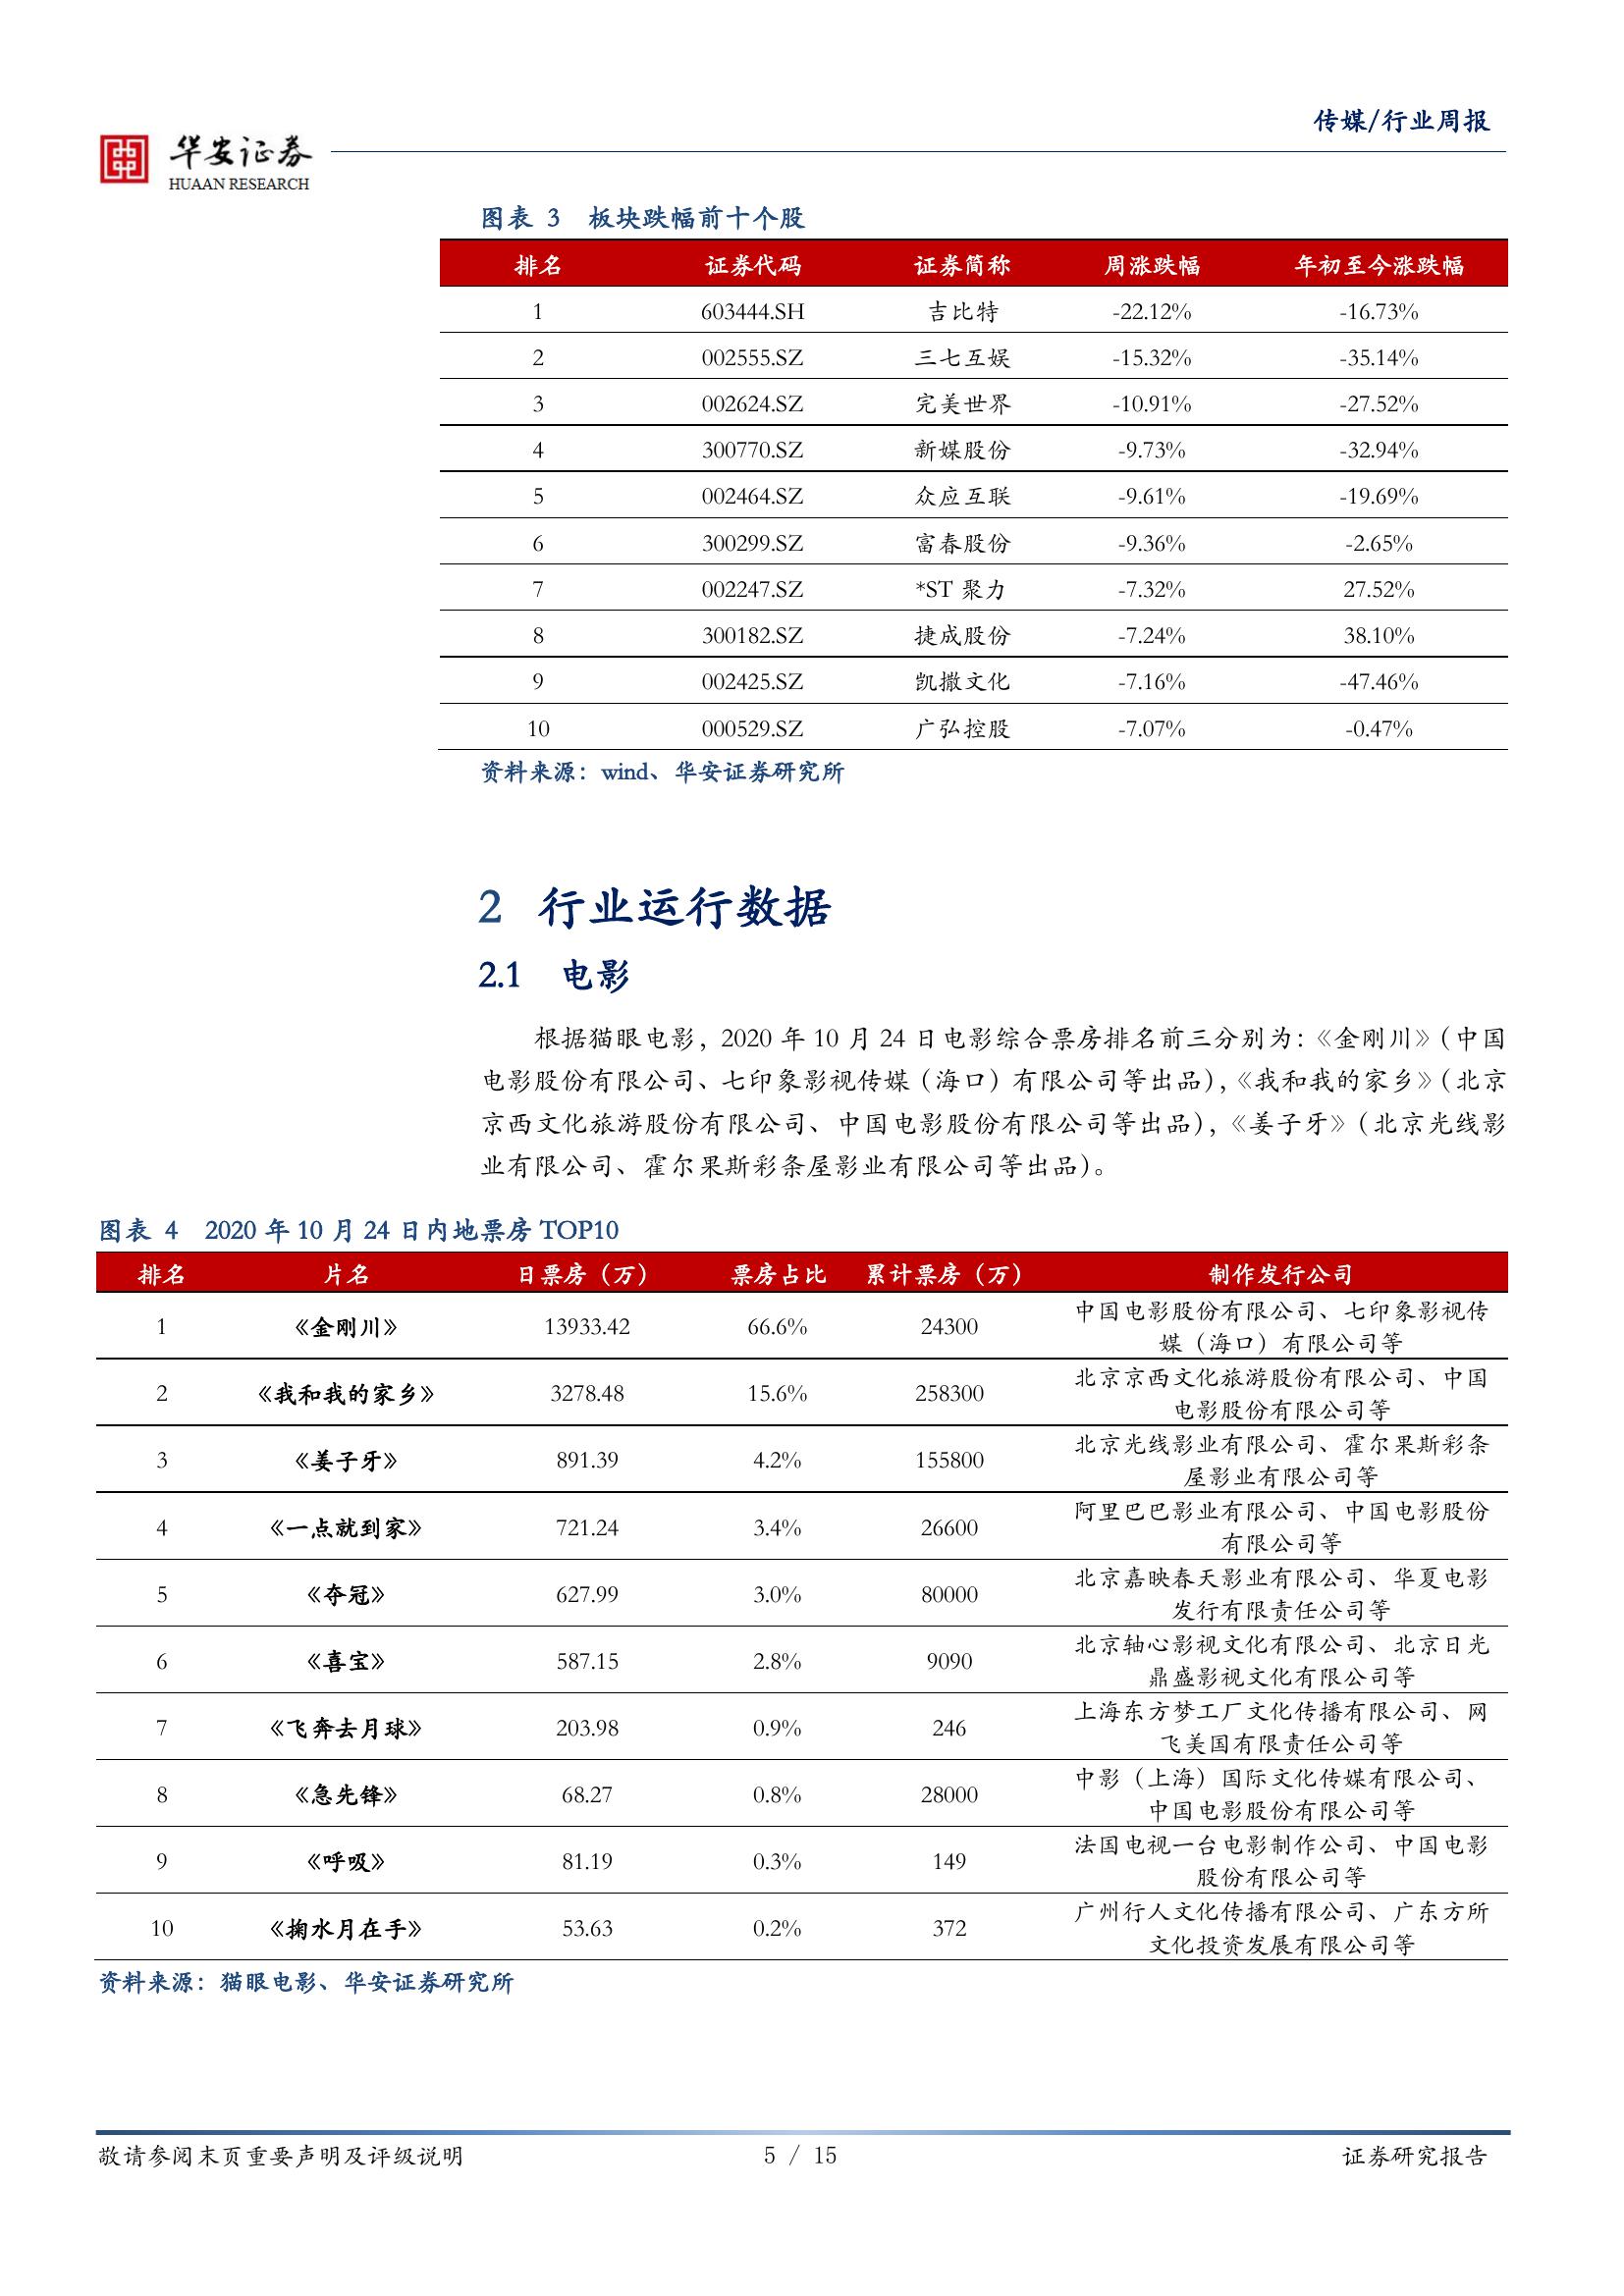 传媒/行业周报
华安证券
HUAAN RESEARCH
图表 3 板块跌幅前十个股
排名 证券代码 证券简称 周涨跌幅 年初至今涨跌幅
1 603444.SH 吉比特 -22.12% -16.73%
2 002555.SZ 三七互娱 -15.32% -35.14%
3 002624.SZ 完美世界 -10.91% -27.52%
4 300770.SZ 新媒股份 -9.73% -32.94%
5 002464.SZ 众应互联 -9.61% -19.69%
6 300299.SZ 富春股份 -9.36% -2.65%
7 002247.SZ *ST 聚力 -7.32% 27.52%
8 300182.SZ 捷成股份 -7.24% 38.10%
9 002425.SZ 凯撒文化 -7.16% -47.46%
10 000529.SZ 广弘控股 -7.07% -0.47%
资料来源：wind、华安证券研究所
2 行业运行数据
2.1 电影
根据猫眼电影，2020 年 10 月 24 日电影综合票房排名前三分别为：《金刚川》（中国
电影股份有限公司、七印象影视传媒（海口）有限公司等出品），《我和我的家乡》（北京
京西文化旅游股份有限公司、中国电影股份有限公司等出品），《姜子牙》（北京光线影
业有限公司、霍尔果斯彩条屋影业有限公司等出品）。
图表 4 2020 年 10 月 24 日内地票房 TOP10
排名 片名 日票房（万） 票房占比 累计票房（万） 制作发行公司
1 《金刚川》 13933.42 66.6% 24300 中国电影股份有限公司、七印象影视传
媒（海口）有限公司等
2 《我和我的家乡》 3278.48 15.6% 258300 北京京西文化旅游股份有限公司、中国
电影股份有限公司等
3 《姜子牙》 891.39 4.2% 155800 北京光线影业有限公司、霍尔果斯彩条
屋影业有限公司等
4 《一点就到家》 721.24 3.4% 26600 阿里巴巴影业有限公司、中国电影股份
有限公司等
5 《夺冠》 627.99 3.0% 80000 北京嘉映春天影业有限公司、华夏电影
发行有限责任公司等
6 《喜宝》 587.15 2.8% 9090 北京轴心影视文化有限公司、北京日光
鼎盛影视文化有限公司等
7 《飞奔去月球》 203.98 0.9% 246 上海东方梦工厂文化传播有限公司、网
飞美国有限责任公司等
8 《急先锋》 68.27 0.8% 28000 中影（上海）国际文化传媒有限公司、
中国电影股份有限公司等
9 《呼吸》 81.19 0.3% 149 法国电视一台电影制作公司、中国电影
股份有限公司等
10 《掬水月在手》 53.63 0.2% 372 广州行人文化传播有限公司、广东方所
文化投资发展有限公司等
资料来源：猫眼电影、华安证券研究所
敬请参阅末页重要声明及评级说明 5 / 15 证券研究报告